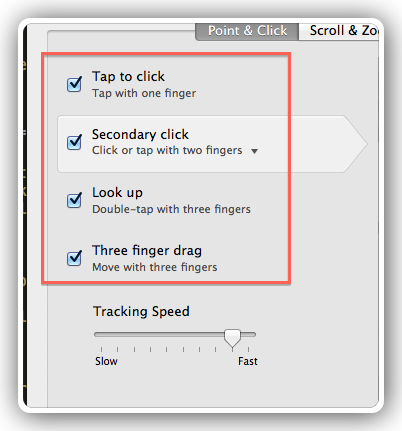 Point & Click
Scroll & Zo
Tap to click
Tap with one finger
Secondary click
Click or tap with two fingers
Look up
Double-tap with three fingers
Three finger drag
Move with three fingers
Tracking Speed
Slow
Fast